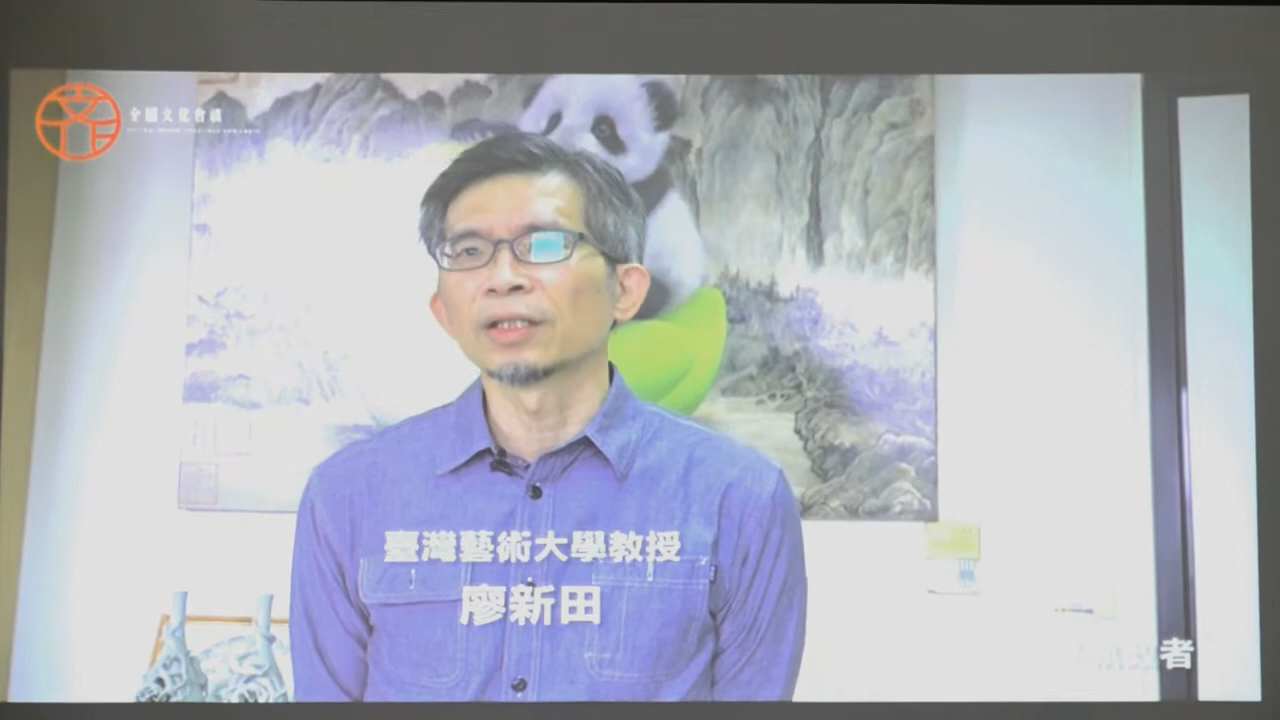 全國文化會議
臺灣藝術大學教授
廖新田
者